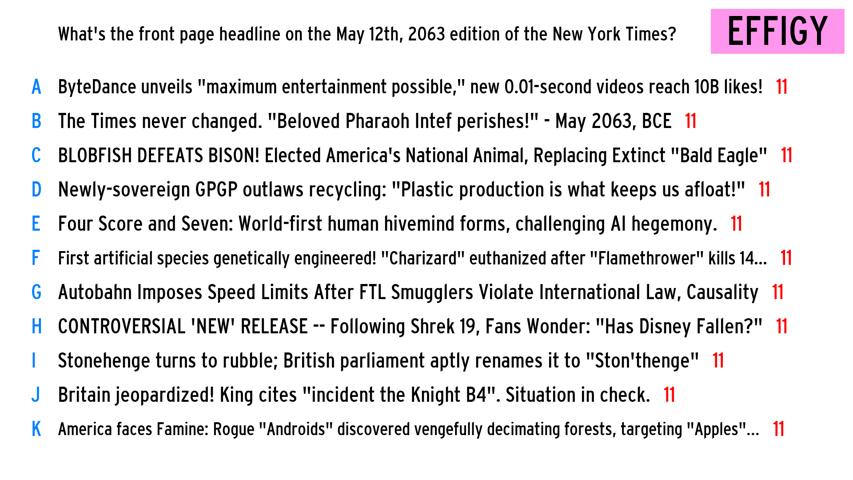 What's the front page headline on the May 12th, 2063 edition of the New York Times?
EFFIGY
A ByteDance unveils "maximum entertainment possible," new 0.01-second videos reach 10B likes! 11
B The Times never changed. "Beloved Pharaoh Intef perishes!" - May 2063, BCE 11
C BLOBFISH DEFEATS BISON! Elected America's National Animal, Replacing Extinct "Bald Eagle" 11
D Newly-sovereign GPGP outlaws recycling: "Plastic production is what keeps us afloat!" 11
E Four Score and Seven: World-first human hivemind forms, challenging AI hegemony. 11
F First artificial species genetically engineered! "Charizard" euthanized after "Flamethrower" kills 14... 11
G Autobahn Imposes Speed Limits After FTL Smugglers Violate International Law, Causality 11
H CONTROVERSIAL 'NEW' RELEASE -- Following Shrek 19, Fans Wonder: "Has Disney Fallen?" 11
I Stonehenge turns to rubble; British parliament aptly renames it to "Ston'thenge" 11
J Britain jeopardized! King cites "incident the Knight B4". Situation in check. 11
K America faces Famine: Rogue "Androids" discovered vengefully decimating forests, targeting "Apples"... 11